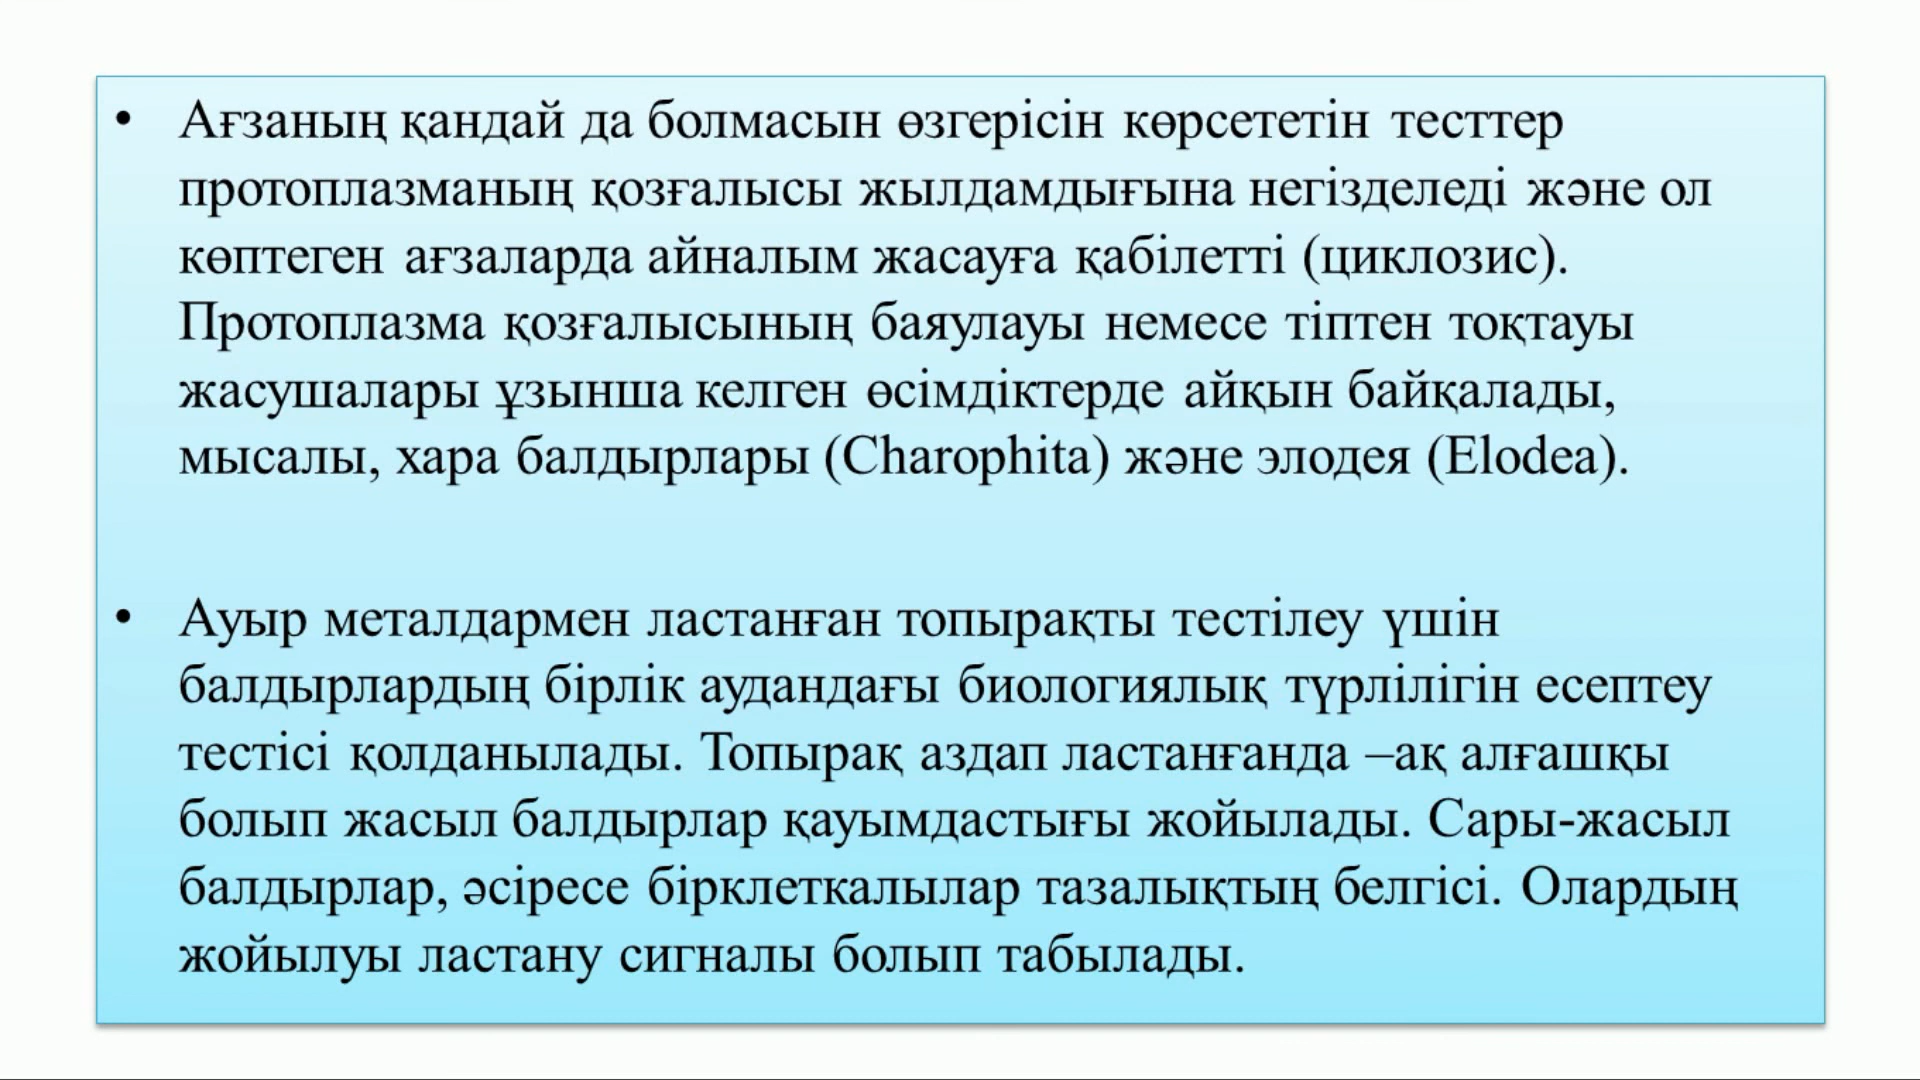 • Ағзаның қандай да болмасын өзгерісін көрсететін тесттер
протоплазманың қозғалысы жылдамдығына негізделеді және ол
көптеген ағзаларда айналым жасауға қабілетті (циклозис).
Протоплазма қозғалысының баяулауы немесе тіптен тоқтауы
жасушалары ұзынша келген өсімдіктерде айқын байқалады,
мысалы, хара балдырлары (Charophita) және элодея (Elodea).
• Ауыр металдармен ластанған топырақты тестілеу үшін
балдырлардың бірлік аудандағы биологиялық түрлілігін есептеу
тестісі қолданылады. Топырақ аздап ластанғанда –ақ алғашқы
болып жасыл балдырлар қауымдастығы жойылады. Сары-жасыл
балдырлар, әсіресе бірклеткалылар тазалықтың белгісі. Олардың
жойылуы ластану сигналы болып табылады.